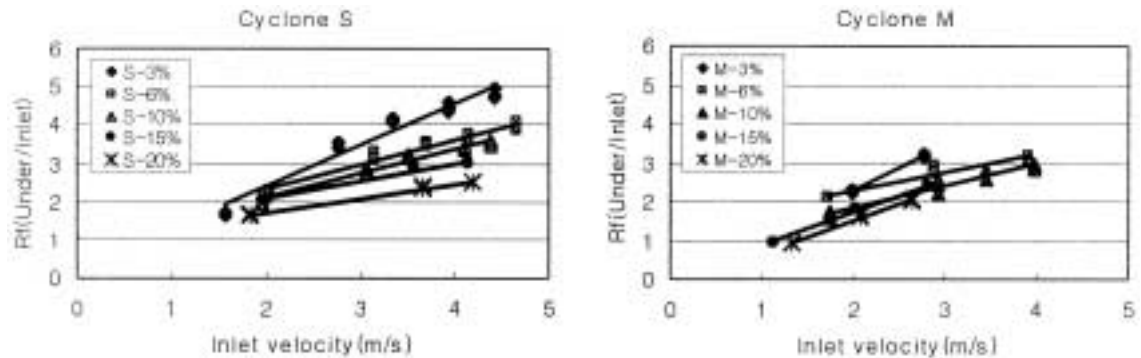 Cyclone S
6
5
4
3
2
1
0
Rf(Under/Inlet)
S-3%
S-6%
S-10%
S-15%
S-20%
0 1 2 3 4 5
Inlet velocity(m/s)
Cyclone M
6
5
4
3
2
1
0
Rf(Under/Inlet)
M-3%
M-6%
M-10%
M-15%
M-20%
0 1 2 3 4 5
Inlet velocity(m/s)